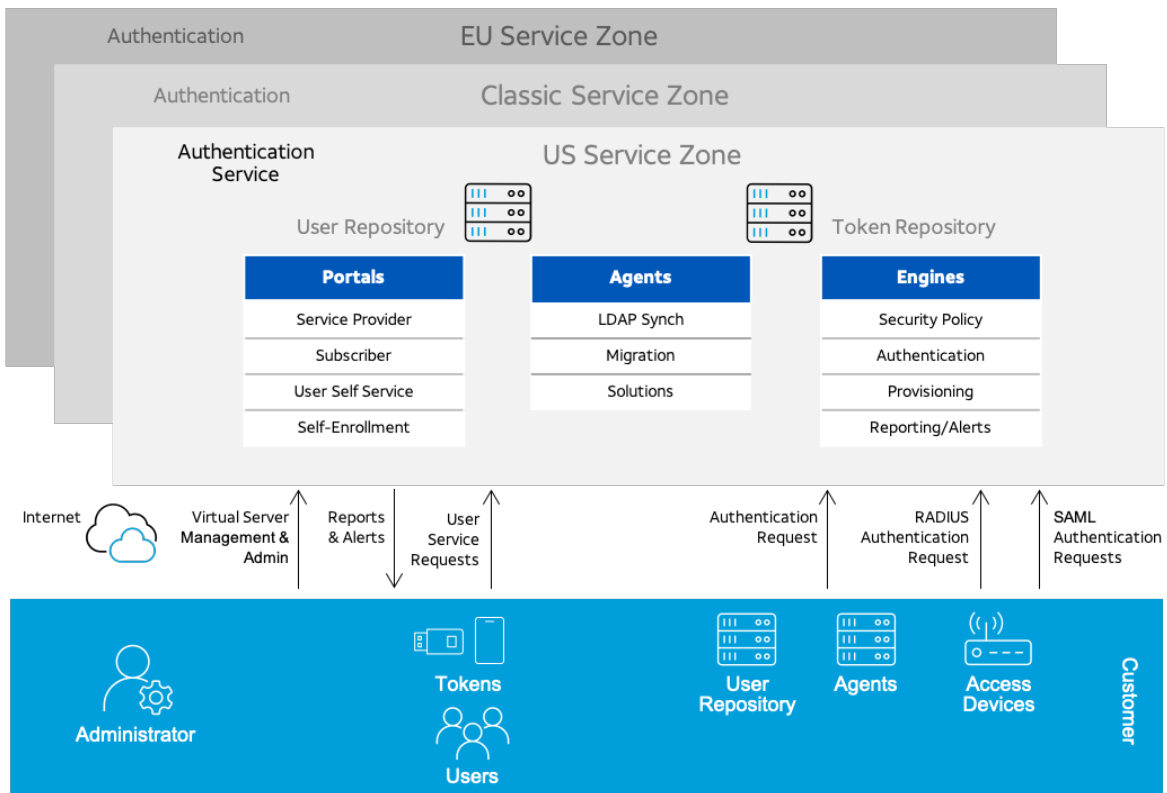 Authentication
EU Service Zone
Authentication
Classic Service Zone
Authentication
Service
US Service Zone
User Repository
Token Repository
Portals
Service Provider
Subscriber
User Self Service
Self-Enrollment
Agents
LDAP Synch
Migration
Solutions
Engines
Security Policy
Authentication
Provisioning
Reporting/Alerts
Internet
Virtual Server
Management &
Admin
Reports
& Alerts
User
Service
Requests
Authentication
Request
RADIUS
Authentication
Request
SAML
Authentication
Requests
Administrator
Tokens
Users
User
Repository
Agents
Access
Devices
Customer